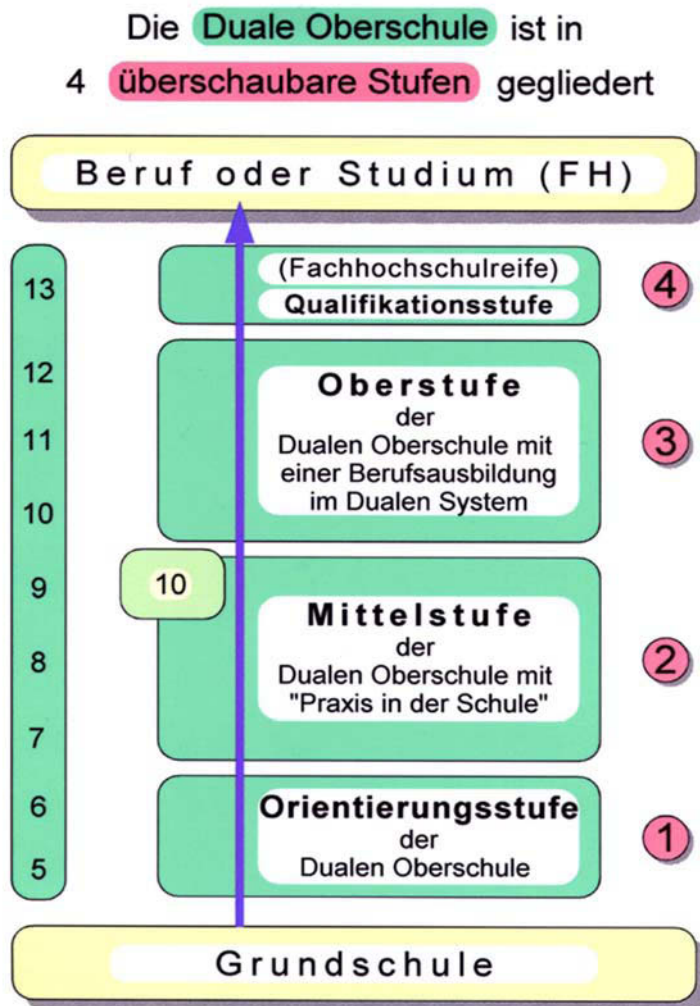 Die Duale Oberschule ist in
4 überschaubare Stufen gegliedert
Beruf oder Studium (FH)
13
(Fachhochschulreife)
Qualifikationsstufe
4
12
11
10
Oberstufe
der
Dualen Oberschule mit
einer Berufsausbildung
im Dualen System
3
9
8
7
10
Mittelstufe
der
Dualen Oberschule mit
"Praxis in der Schule"
2
6
5
Orientierungsstufe
der
Dualen Oberschule
1
Grundschule